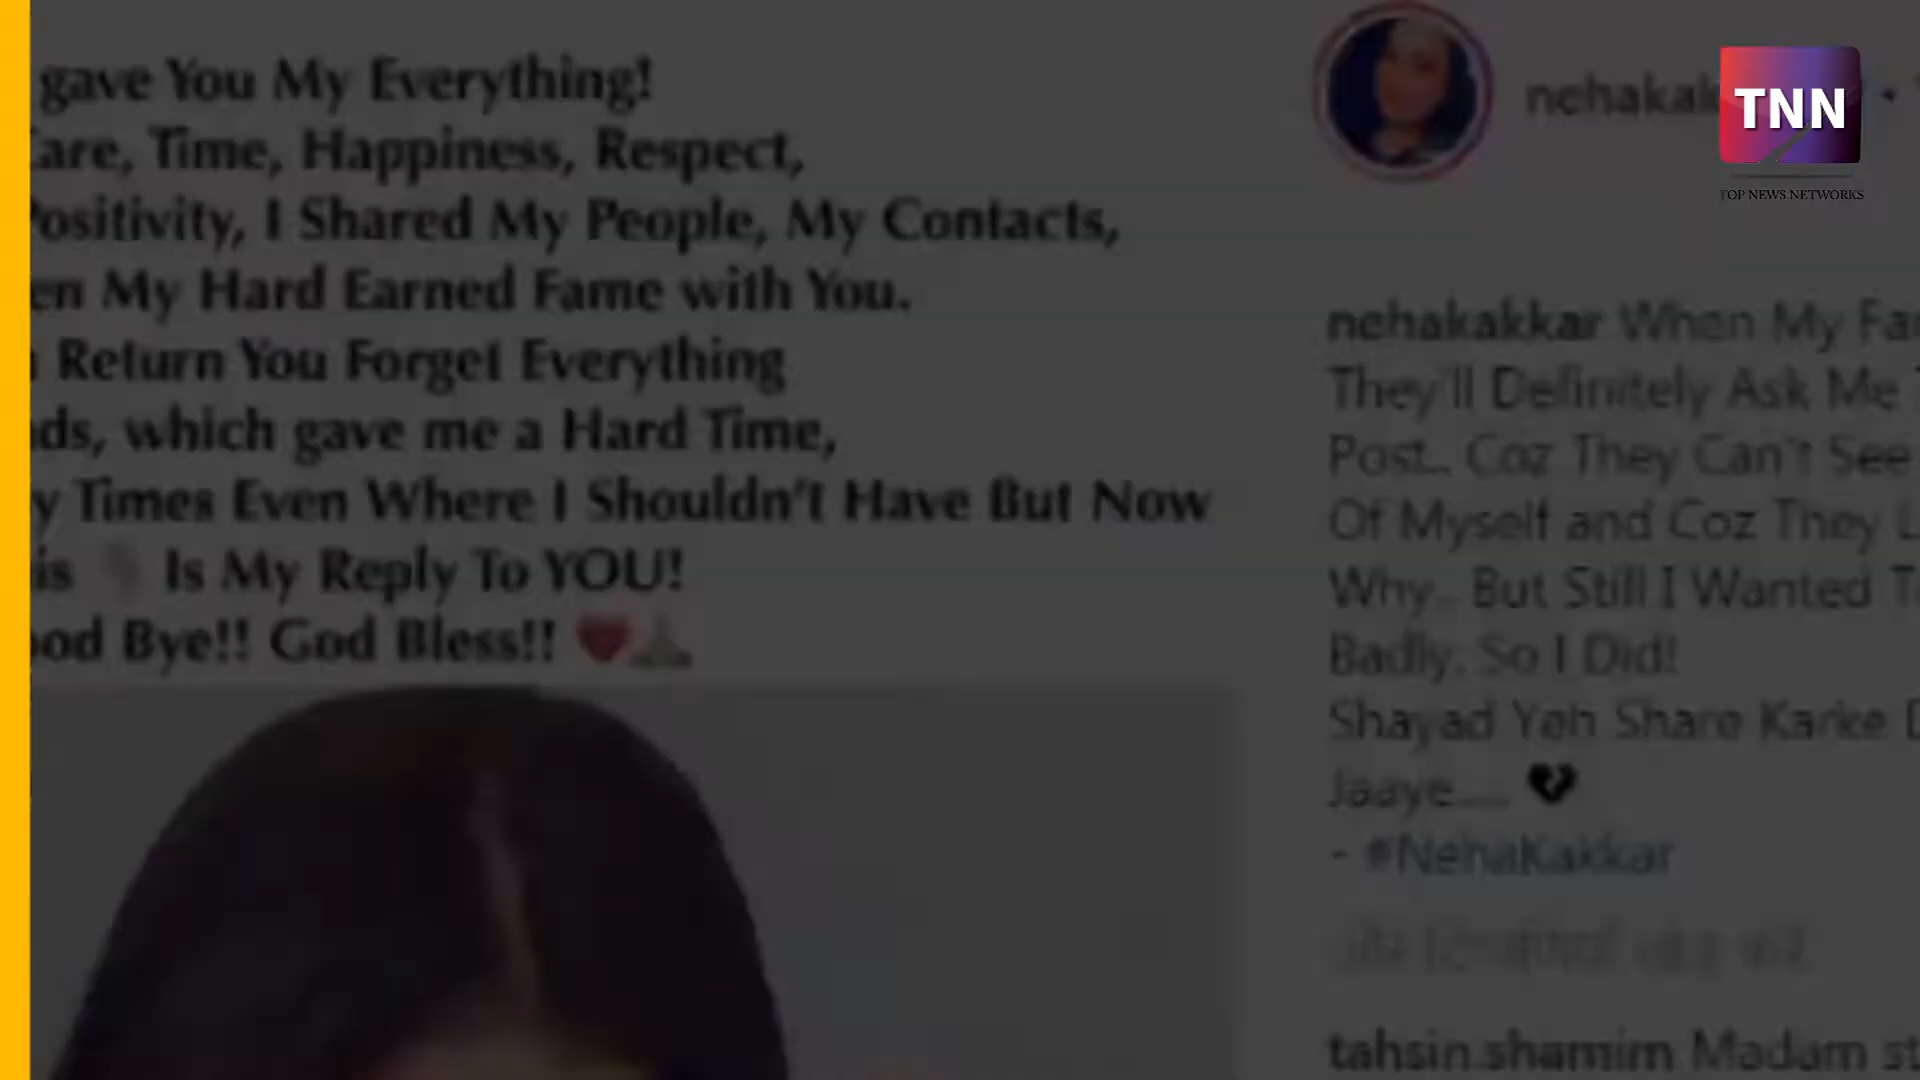 gave You My Everything!
Care, Time, Happiness, Respect,
Positivity, I Shared My People, My Contacts,
en My Hard Earned Fame with You.
Return You Forget Everything
ds, which gave me a Hard Time,
y Times Even Where I Shouldn't Have But Now
is Is My Reply To YOU!
ood Bye!! God Bless!! ❤️🙏
nehakak
TNN
TOP NEWS NETWORKS
nehakakkar When My Fa
They'll Definitely Ask Me
Post.. Coz They Can't See
Of Myself and Coz They L
Why.. But Still I Wanted T
Badly. So I Did!
Shayad Yeh Share Karke D
Jaaye..... 💔
- #NehaKakkar
tahsin.shamim Madam st